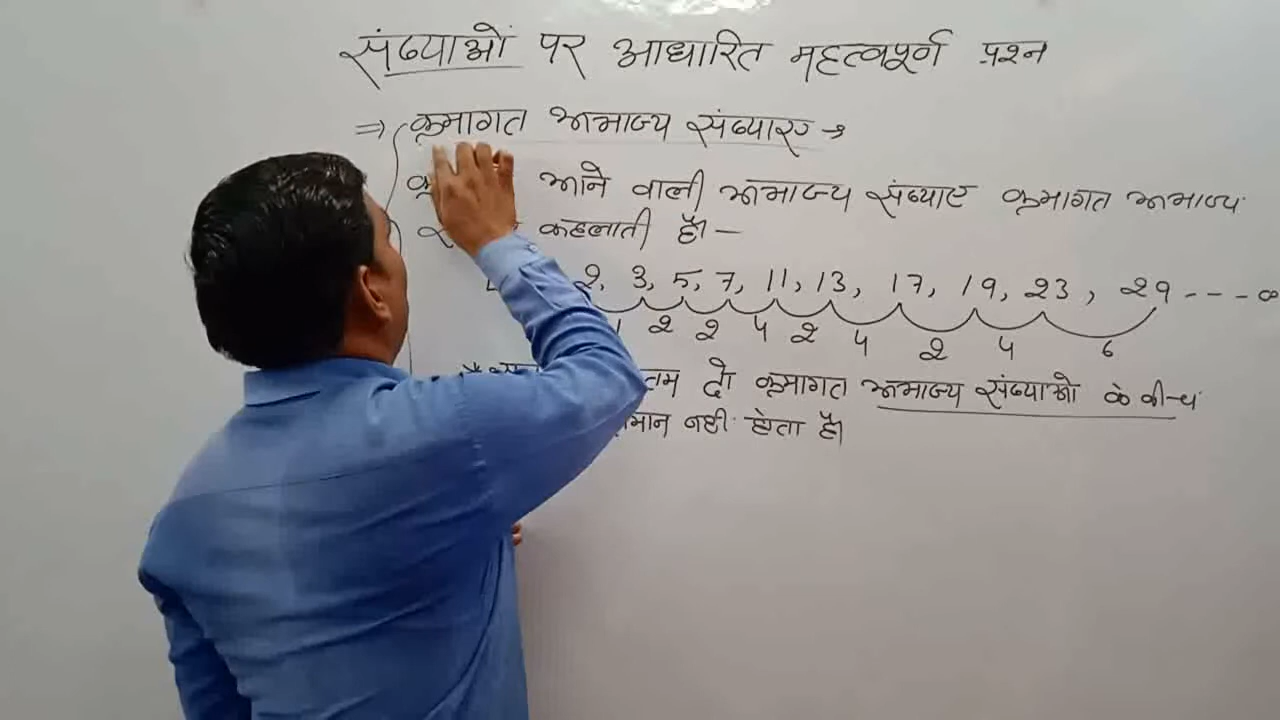 संख्याओं पर आधारित महत्वपूर्ण प्रश्न
⇒ क्रमागत अभाज्य संख्याएं →
आने वाली अभाज्य संख्याएं क्रमागत अभाज्य
कहलाती है।—
2, 3, 5, 7, 11, 13, 17, 19, 23, 29 - - - ∞
1 2 2 4 2 4 2 4 6
दो क्रमागत अभाज्य संख्याओ के बीच
नही होता है।